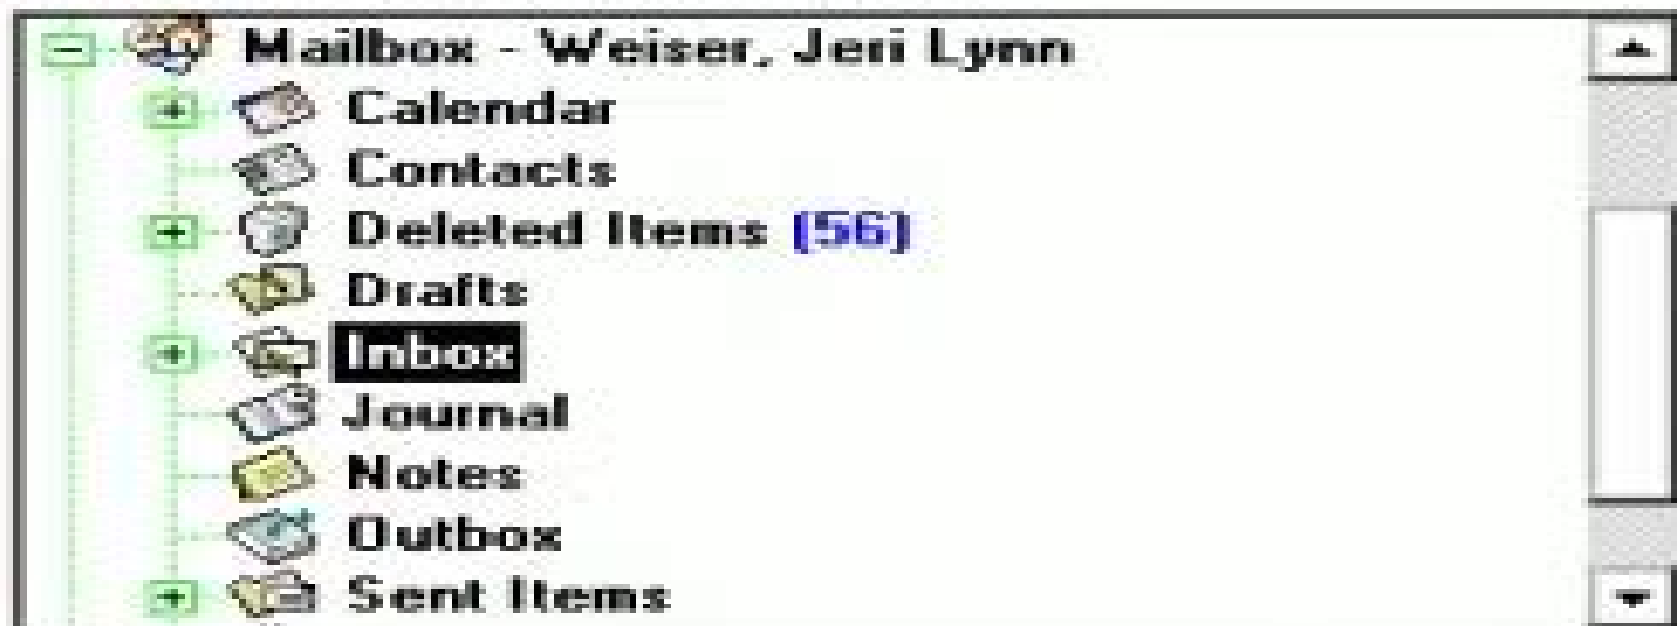 Mailbox - Weiser, Jeri Lynn
Calendar
Contacts
Deleted Items (56)
Drafts
Inbox
Journal
Notes
Outbox
Sent Items